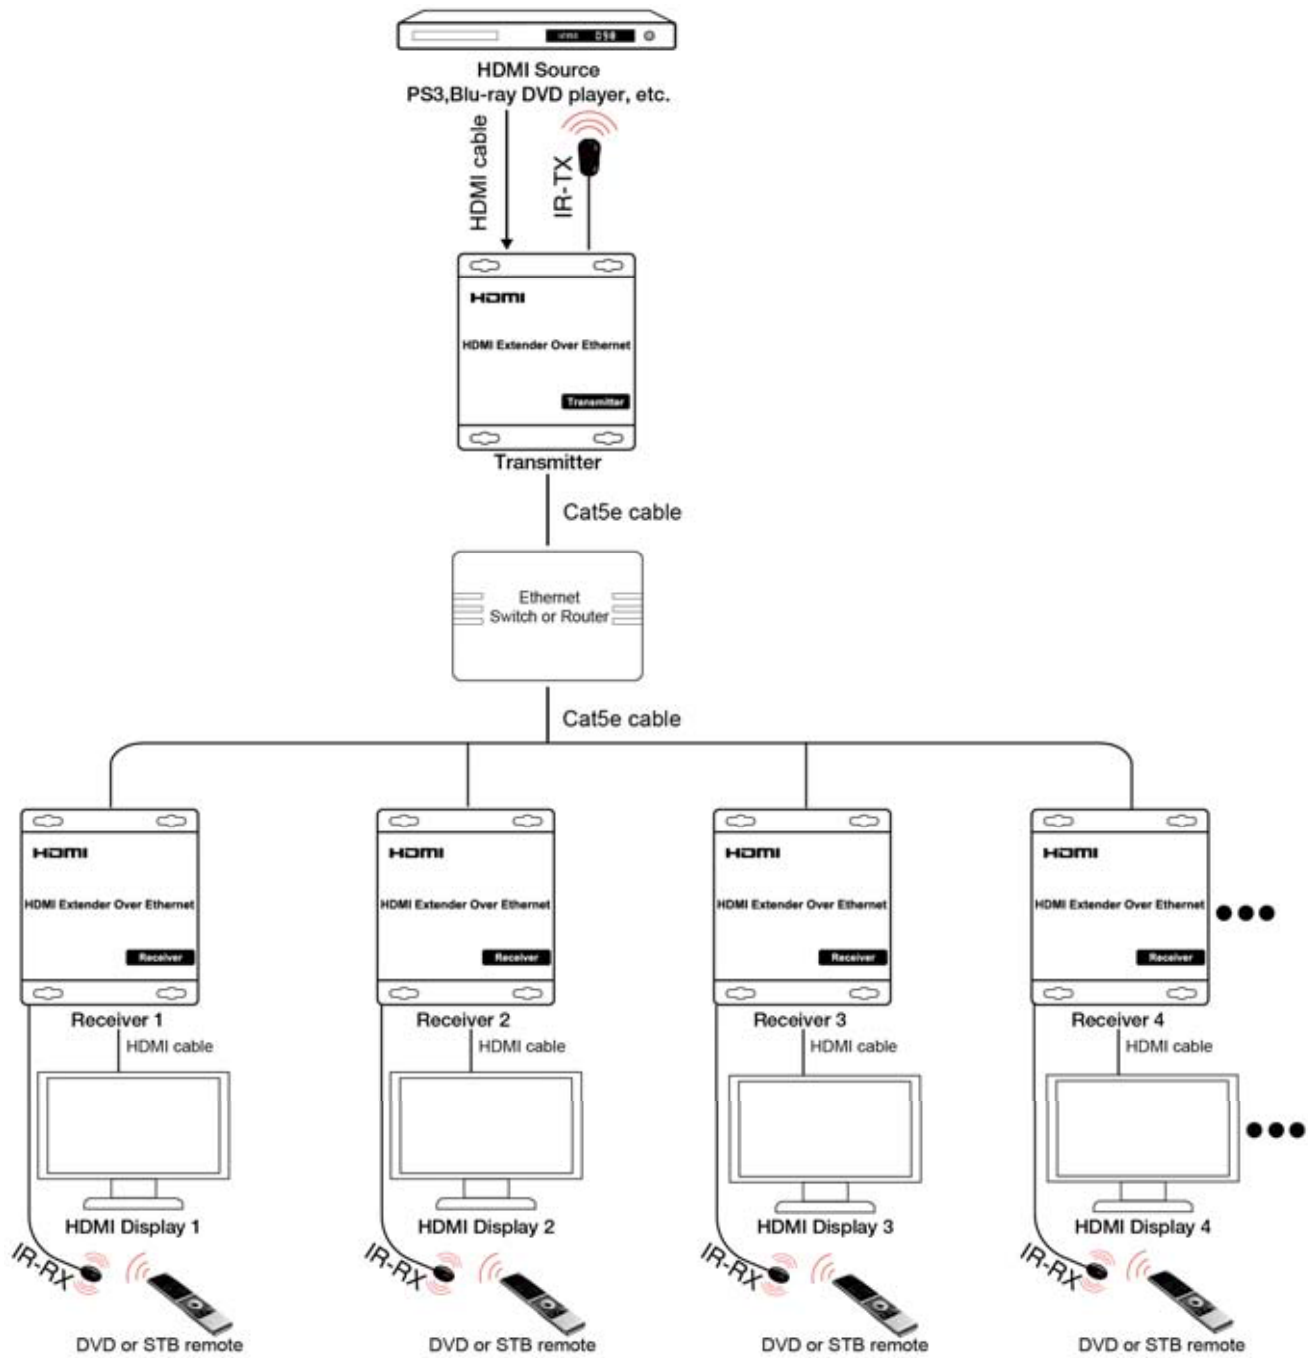 HDMI Source
PS3,Blu-ray DVD player, etc.
HDMI cable
IR-TX
HDMI
HDMI Extender Over Ethernet
Transmitter
Transmitter
Cat5e cable
Ethernet
Switch or Router
Cat5e cable
HDMI
HDMI Extender Over Ethernet
Receiver
Receiver 1
HDMI cable
HDMI Display 1
IR-RX
DVD or STB remote
HDMI
HDMI Extender Over Ethernet
Receiver
Receiver 2
HDMI cable
HDMI Display 2
IR-RX
DVD or STB remote
HDMI
HDMI Extender Over Ethernet
Receiver
Receiver 3
HDMI cable
HDMI Display 3
IR-RX
DVD or STB remote
HDMI
HDMI Extender Over Ethernet
Receiver
Receiver 4
HDMI cable
HDMI Display 4
IR-RX
DVD or STB remote